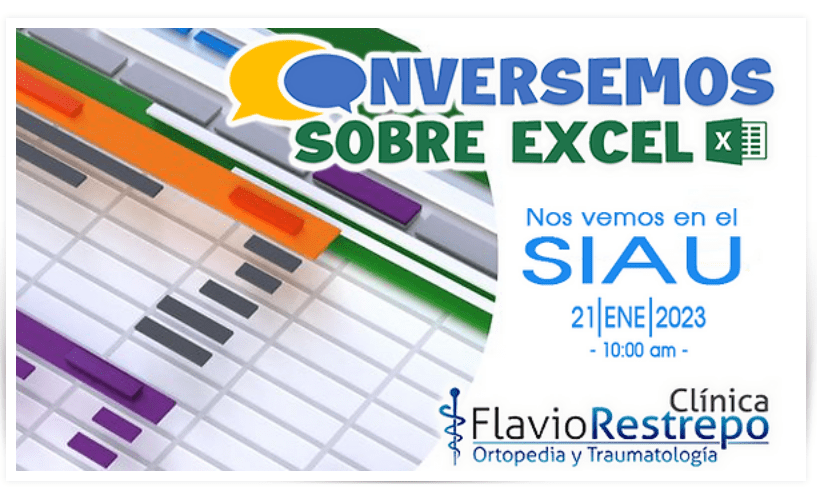 CONVERSEMOS
SOBRE EXCEL X
Nos vemos en el
SIAU
21|ENE|2023
- 10:00 am -
Clínica
FlavioRestrepo
Ortopedia y Traumatología